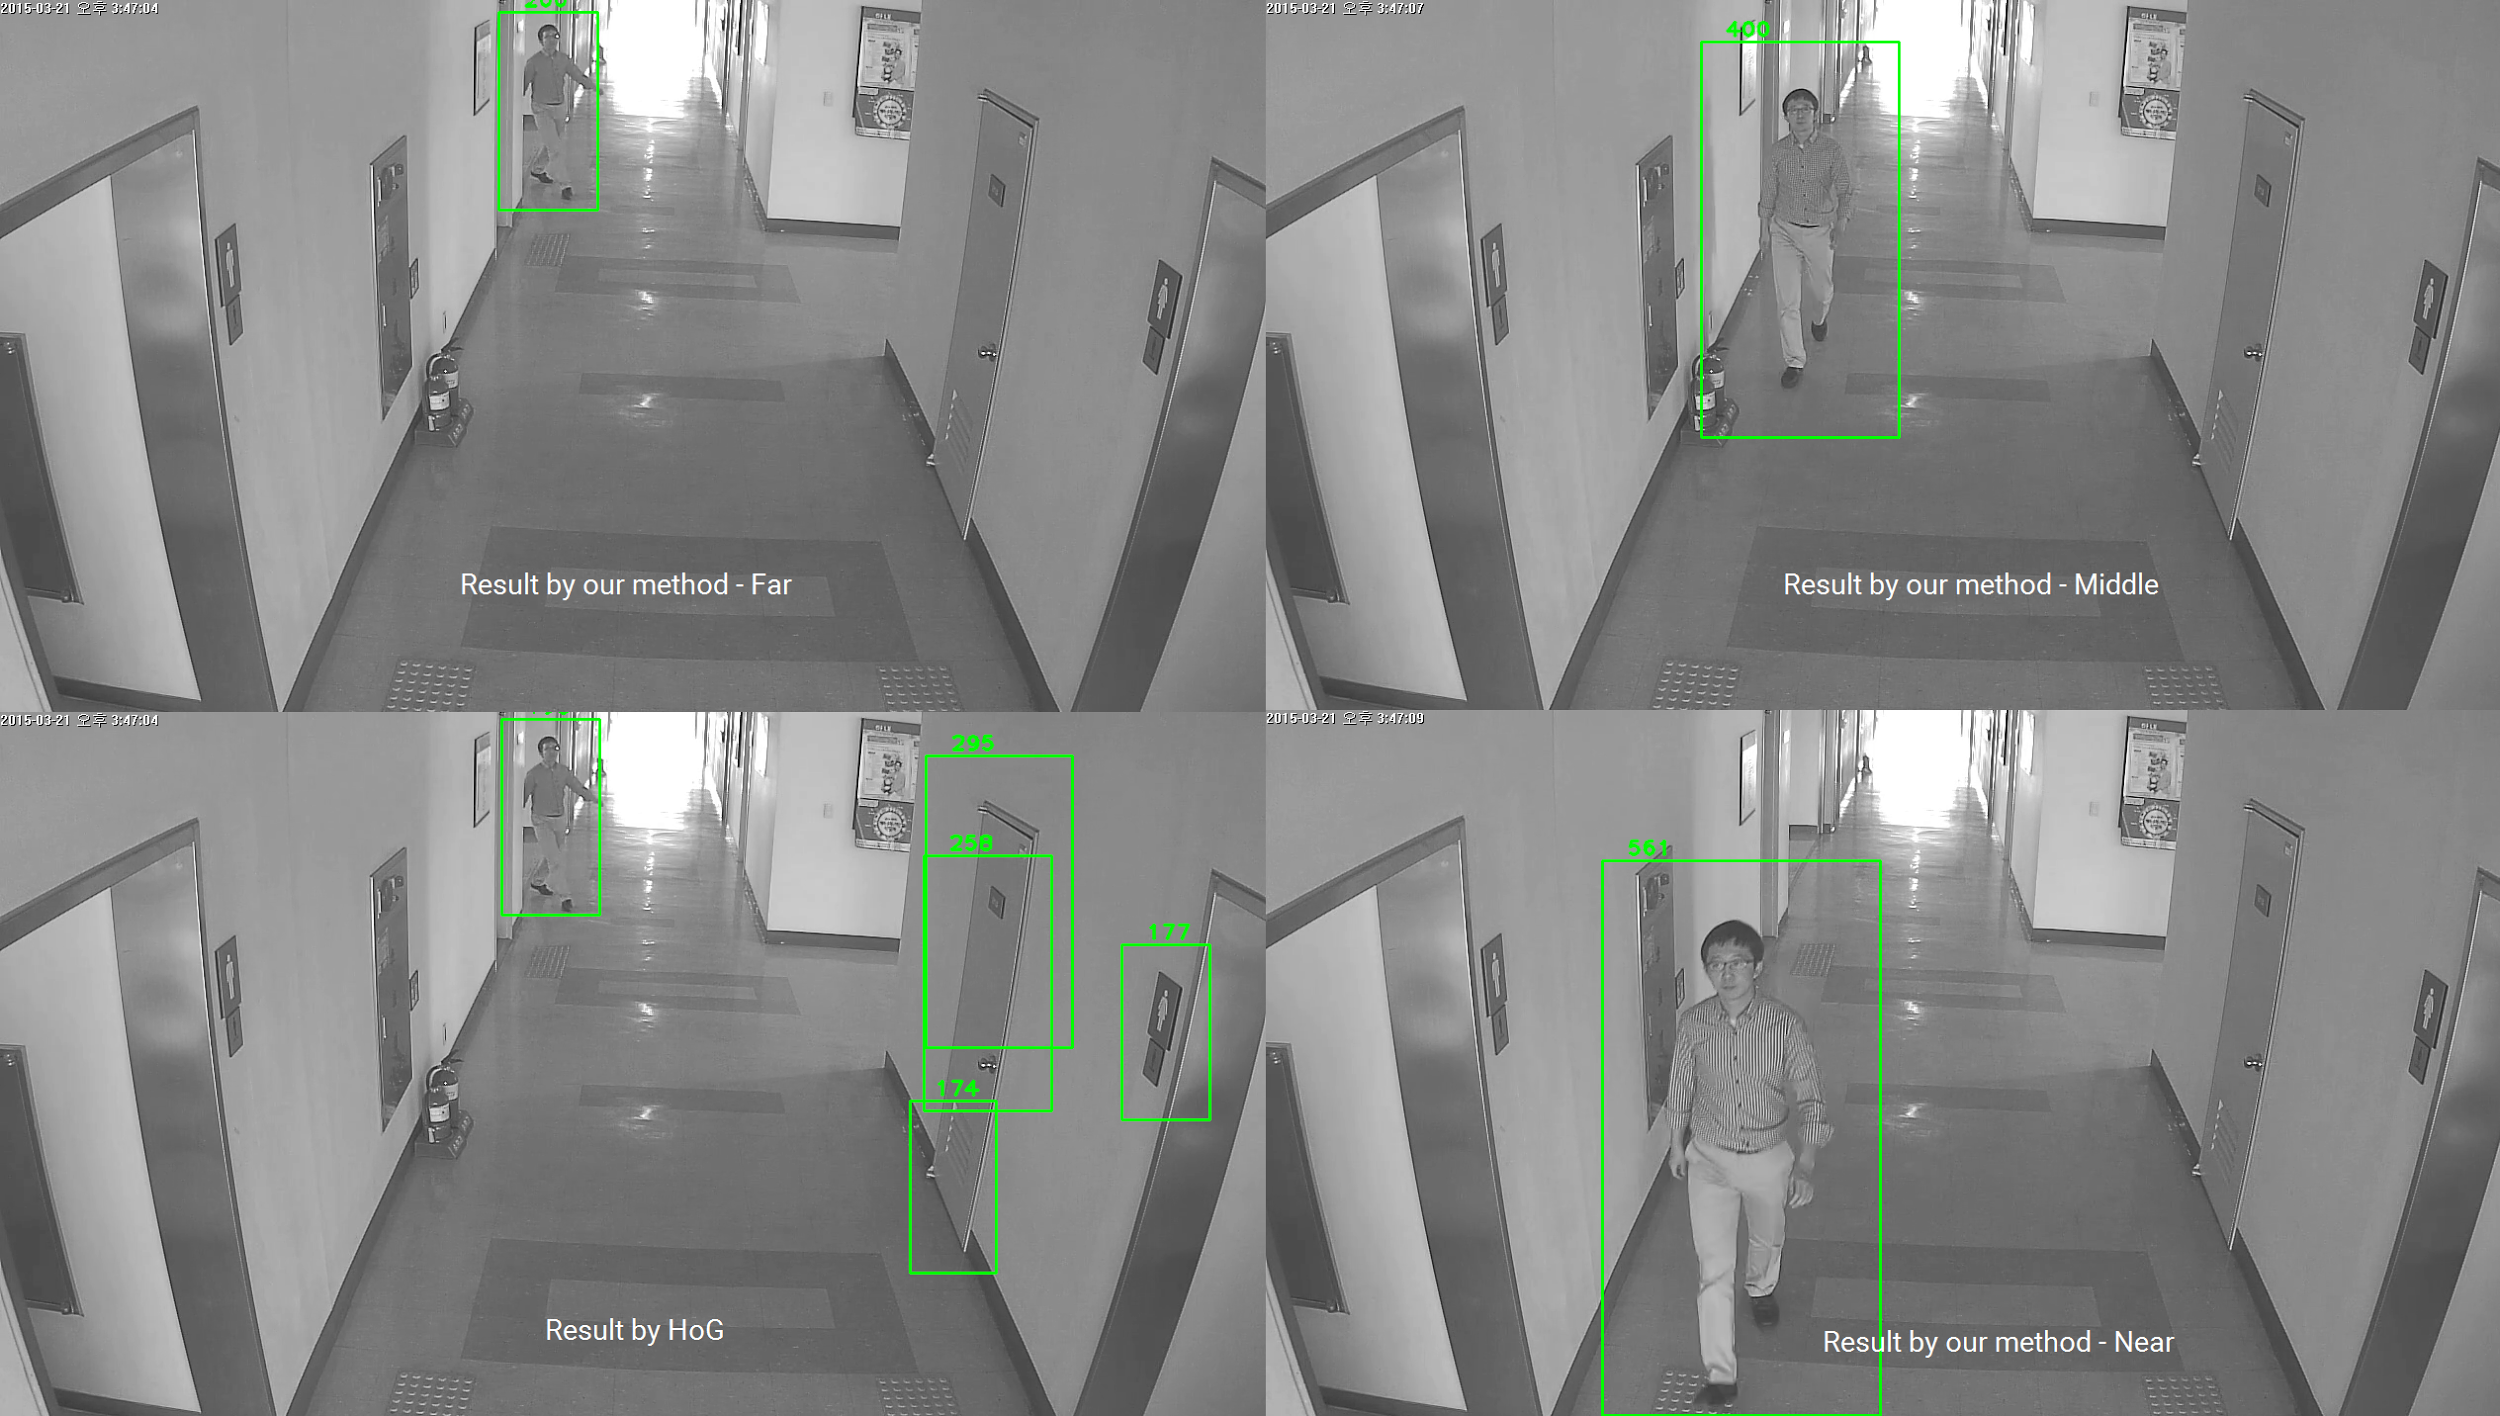 2015-03-21 오후 3:47:04
Result by our method - Far
2015-03-21 오후 3:47:07
400
Result by our method - Middle
2015-03-21 오후 3:47:04
295
258
177
174
Result by HoG
2015-03-21 오후 3:47:09
561
Result by our method - Near